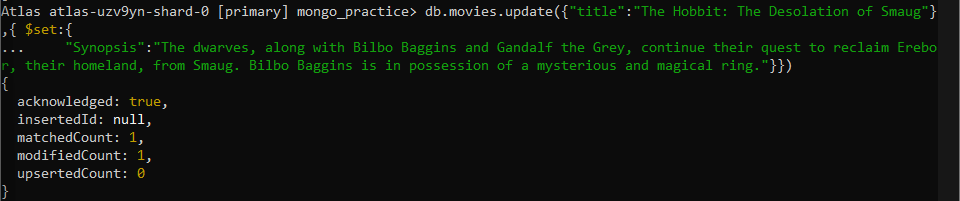 Atlas atlas-uzv9yn-shard-0 [primary] mongo_practice> db.movies.update({"title":"The Hobbit: The Desolation of Smaug"}
,{ $set:{
...     "Synopsis":"The dwarves, along with Bilbo Baggins and Gandalf the Grey, continue their quest to reclaim Erebo
r, their homeland, from Smaug. Bilbo Baggins is in possession of a mysterious and magical ring."}})
{
  acknowledged: true,
  insertedId: null,
  matchedCount: 1,
  modifiedCount: 1,
  upsertedCount: 0
}